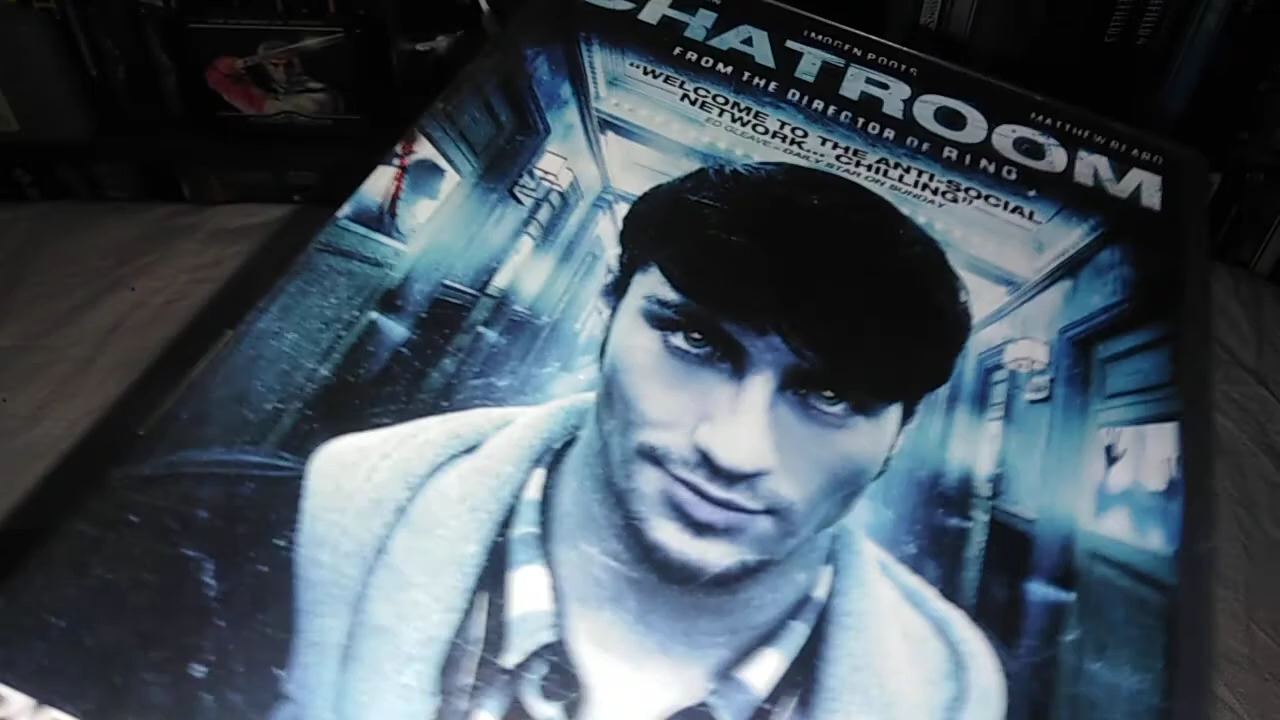 IMOGEN POOTS
MATTHEW BEARD
CHATROOM
FROM THE DIRECTOR OF RING
"WELCOME TO THE ANTI-SOCIAL
NETWORK... CHILLING"
ED GLEAVE - DAILY STAR ON SUNDAY